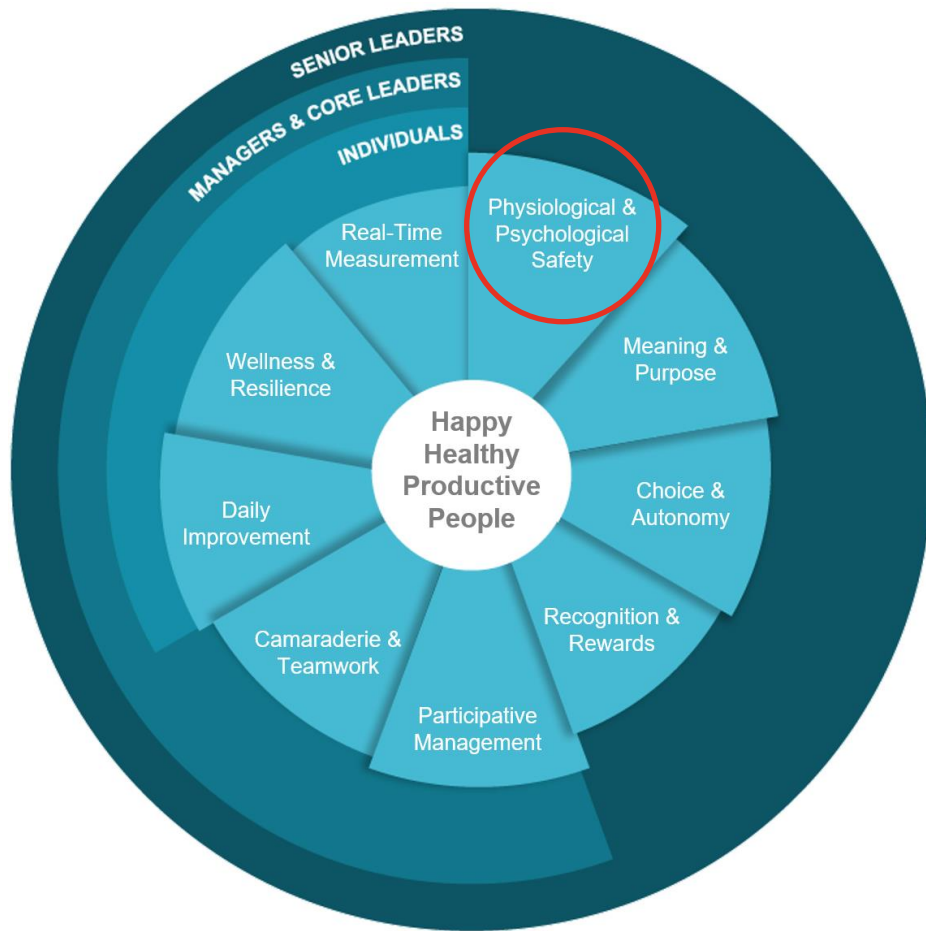 SENIOR LEADERS
MANAGERS & CORE LEADERS
INDIVIDUALS
Physiological &
Psychological
Safety
Meaning &
Purpose
Choice &
Autonomy
Recognition &
Rewards
Participative
Management
Camaraderie &
Teamwork
Daily
Improvement
Wellness &
Resilience
Real-Time
Measurement
Happy
Healthy
Productive
People